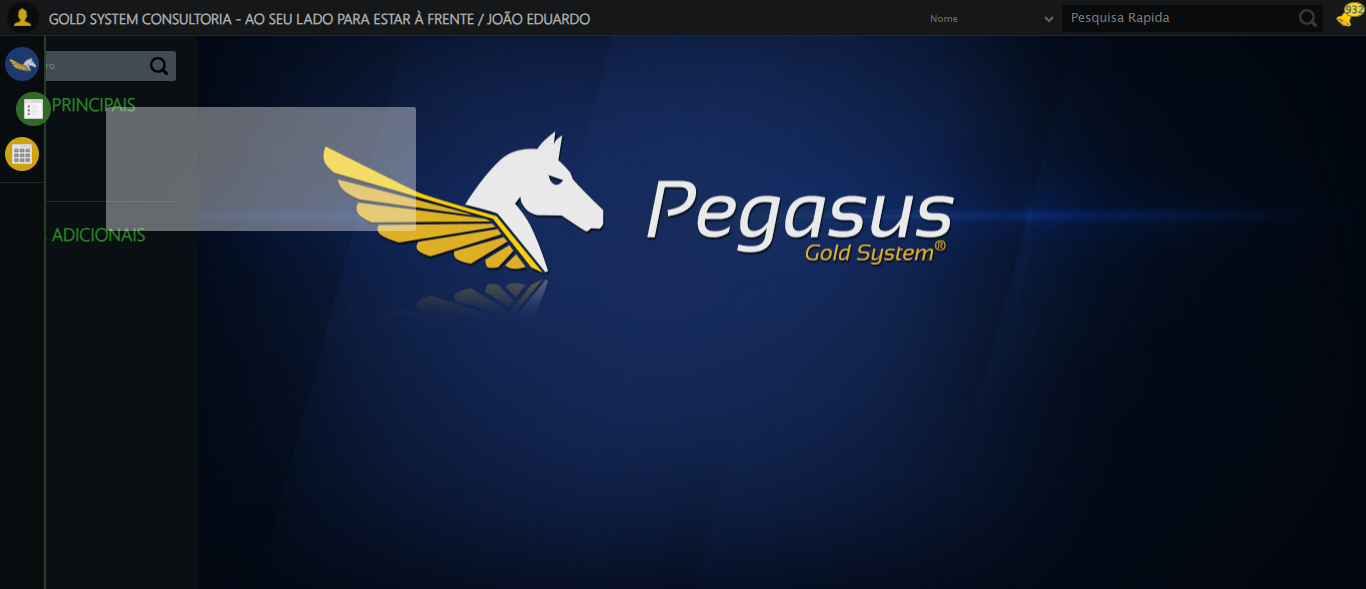 GOLD SYSTEM CONSULTORIA - AO SEU LADO PARA ESTAR À FRENTE / JOÃO EDUARDO
Nome
Pesquisa Rapida
932
ro
PRINCIPAIS
ADICIONAIS
Pegasus
Gold System®